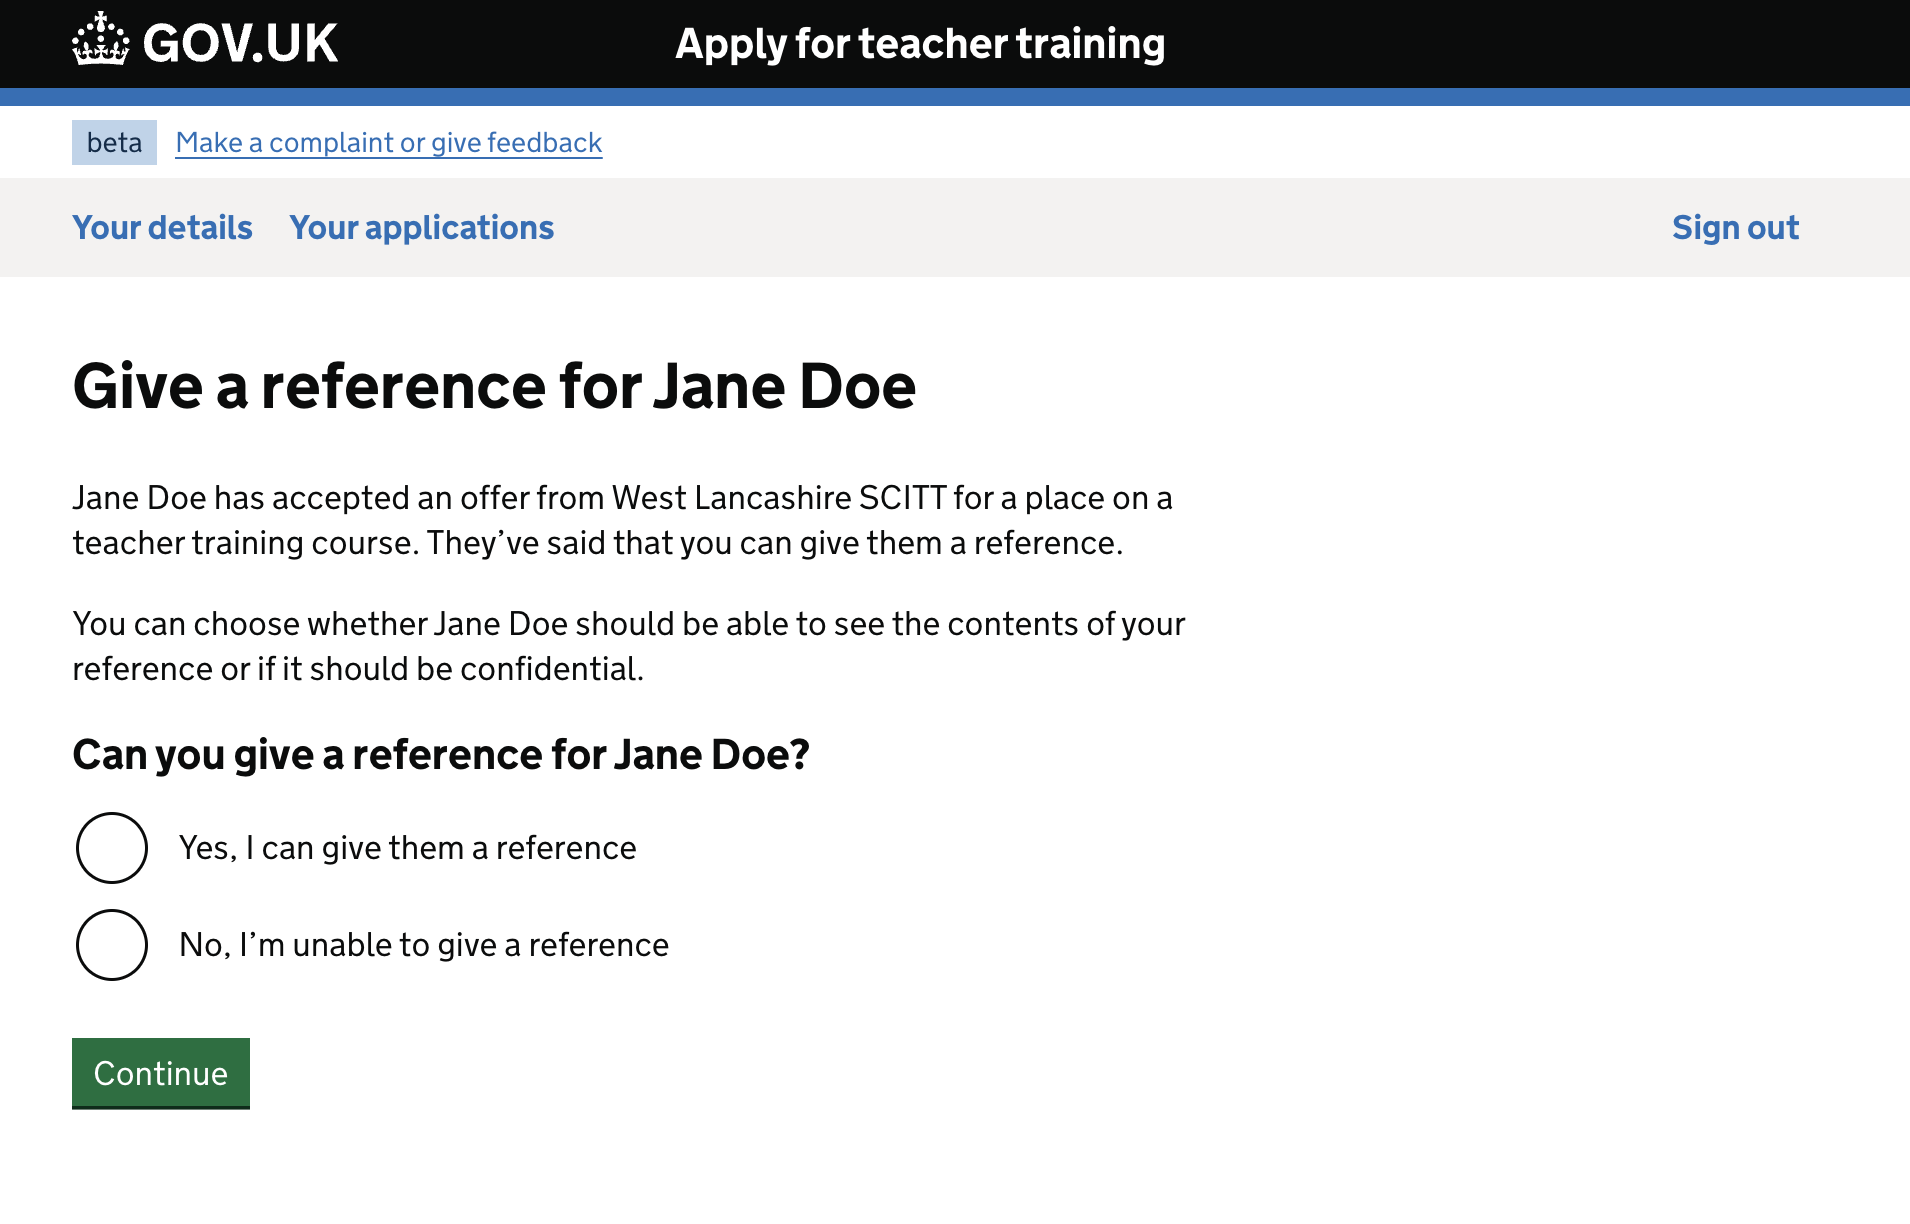 GOV.UK
Apply for teacher training
beta
Make a complaint or give feedback
Your details
Your applications
Sign out
Give a reference for Jane Doe
Jane Doe has accepted an offer from West Lancashire SCITT for a place on a
teacher training course. They’ve said that you can give them a reference.
You can choose whether Jane Doe should be able to see the contents of your
reference or if it should be confidential.
Can you give a reference for Jane Doe?
Yes, I can give them a reference
No, I’m unable to give a reference
Continue